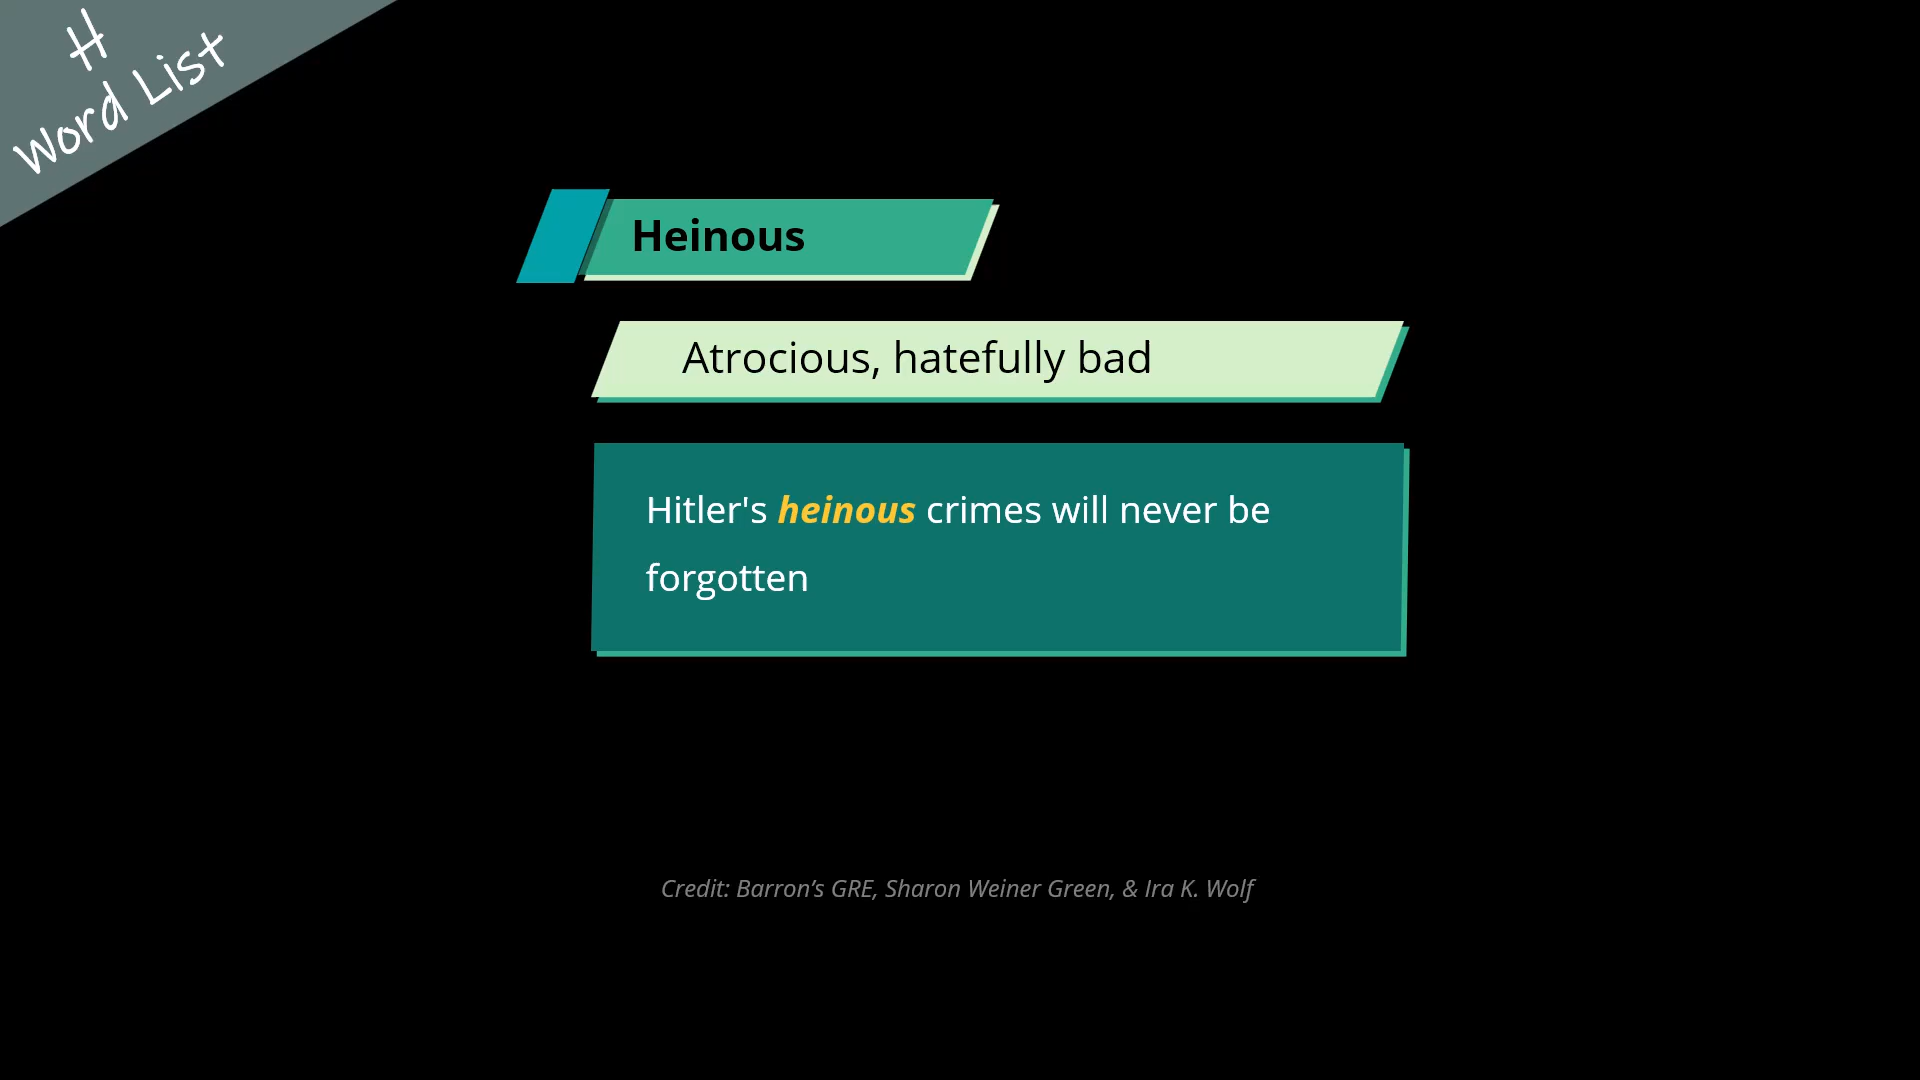 H
Word List
Heinous
Atrocious, hatefully bad
Hitler's heinous crimes will never be
forgotten
Credit: Barron’s GRE, Sharon Weiner Green, & Ira K. Wolf